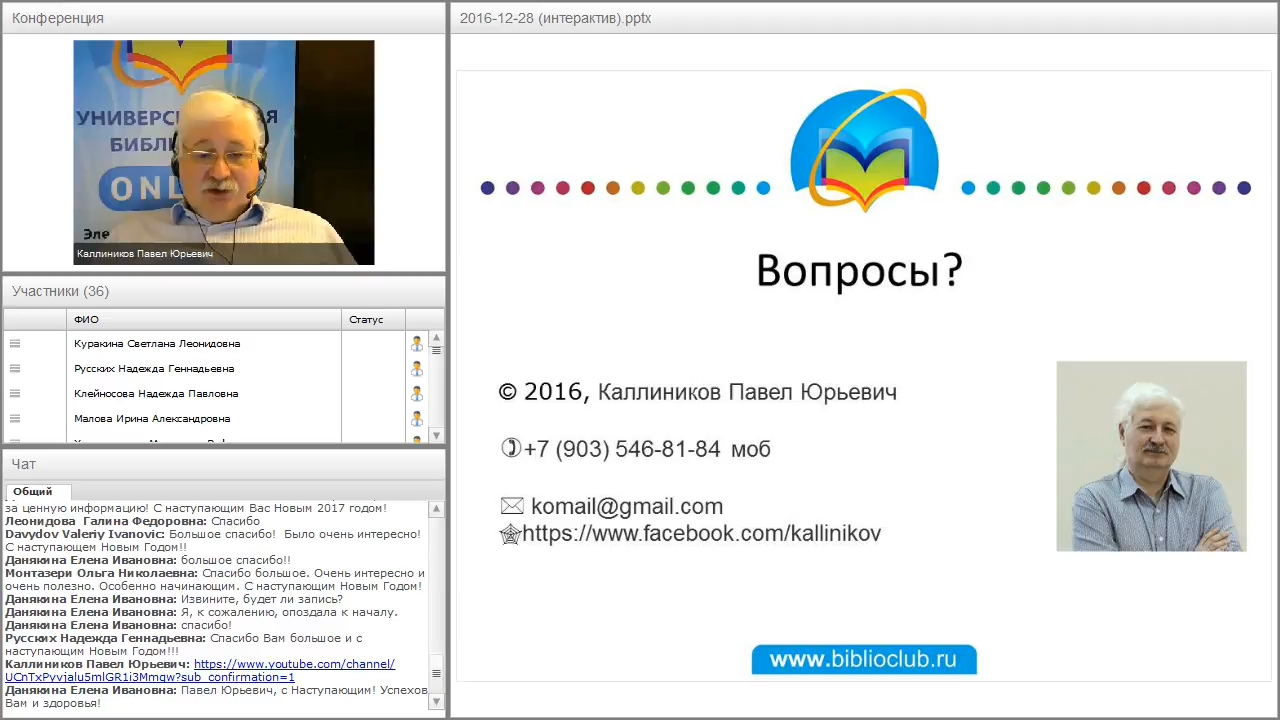 Конференция
УНИВЕРС
АЯ
БИБЛИ
ONL
Эле
Каллиников Павел Юрьевич
Участники (36)
ФИО
Статус
Куракина Светлана Леонидовна
Русских Надежда Геннадьевна
Клейносова Надежда Павловна
Малова Ирина Александровна
Чат
Общий
за ценную информацию! С наступающим Вас Новым 2017 годом!
Леонидова Галина Федоровна: Спасибо
Davydov Valeriy Ivanovic: Большое спасибо! Было очень интересно!
С наступающем Новым Годом!!
Данякина Елена Ивановна: большое спасибо!!
Монтазери Ольга Николаевна: Спасибо большое. Очень интересно и
очень полезно. Особенно начинающим. С наступающим Новым Годом!
Данякина Елена Ивановна: Извините, будет ли запись?
Данякина Елена Ивановна: Я, к сожалению, опоздала к началу.
Данякина Елена Ивановна: спасибо!
Русских Надежда Геннадьевна: Спасибо Вам большое и с
наступающим Новым Годом!!!
Каллиников Павел Юрьевич: https://www.youtube.com/channel/
Данякина Елена Ивановна: Павел Юрьевич, с Наступающим! Успехов
Вам и здоровья!
2016-12-28 (интерактив).pptx
Вопросы?
© 2016, Каллиников Павел Юрьевич
+7 (903) 546-81-84 моб
komail@gmail.com
https://www.facebook.com/kallinikov
www.biblioclub.ru